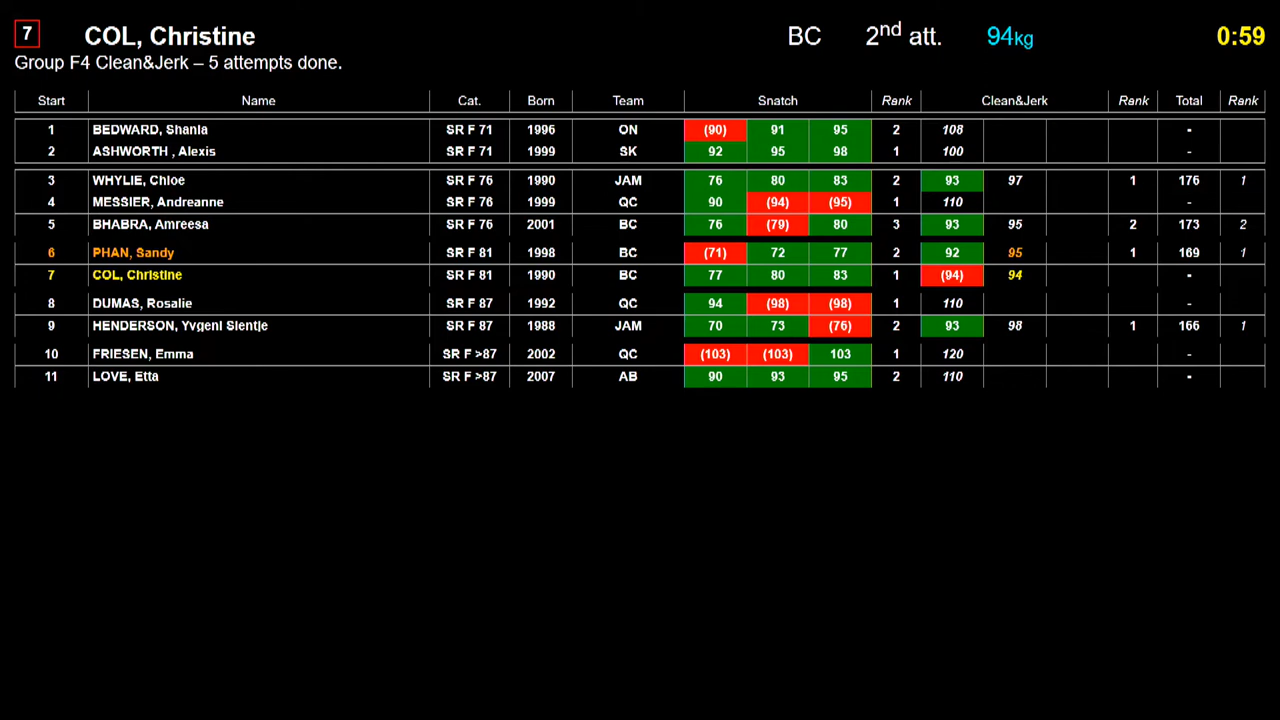 7 COL, Christine BC 2nd att. 94kg 0:59
Group F4 Clean&Jerk – 5 attempts done.
Start Name Cat. Born Team Snatch Rank Clean&Jerk Rank Total Rank
1 BEDWARD, Shania SR F 71 1996 ON (90) 91 95 2 108 -
2 ASHWORTH , Alexis SR F 71 1999 SK 92 95 98 1 100 -
3 WHYLIE, Chloe SR F 76 1990 JAM 76 80 83 2 93 97 1 176 1
4 MESSIER, Andreanne SR F 76 1999 QC 90 (94) (95) 1 110 -
5 BHABRA, Amreesa SR F 76 2001 BC 76 (79) 80 3 93 95 2 173 2
6 PHAN, Sandy SR F 81 1998 BC (71) 72 77 2 92 95 1 169 1
7 COL, Christine SR F 81 1990 BC 77 80 83 1 (94) 94 -
8 DUMAS, Rosalie SR F 87 1992 QC 94 (98) (98) 1 110 -
9 HENDERSON, Yvgeni Sientje SR F 87 1988 JAM 70 73 (76) 2 93 98 1 166 1
10 FRIESEN, Emma SR F >87 2002 QC (103) (103) 103 1 120 -
11 LOVE, Etta SR F >87 2007 AB 90 93 95 2 110 -